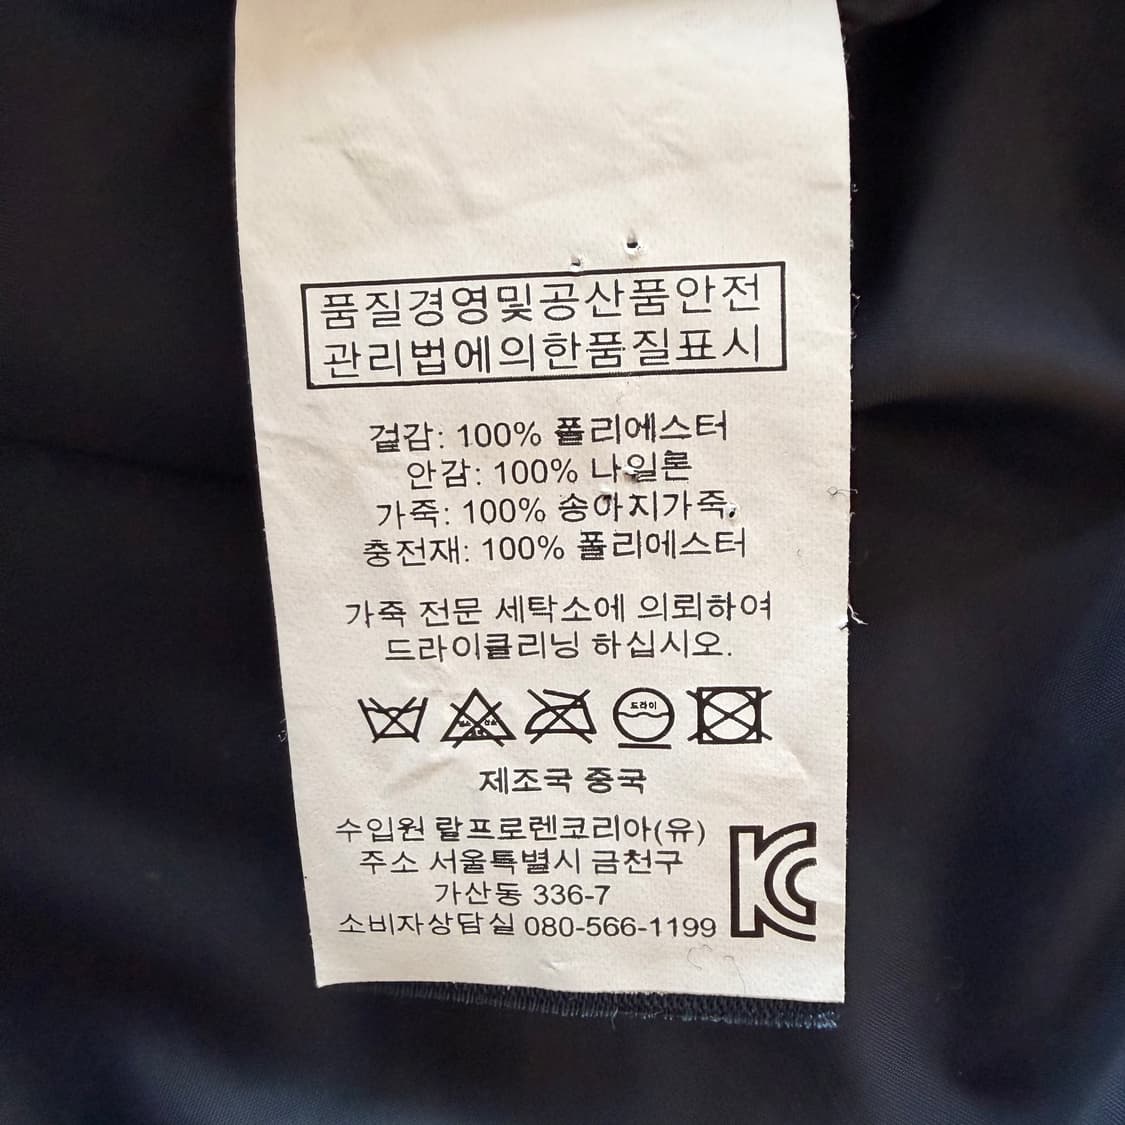 품질경영및공산품안전
관리법에의한품질표시
겉감: 100% 폴리에스터
안감: 100% 나일론
가죽: 100% 송아지가죽
충전재: 100% 폴리에스터
가죽 전문 세탁소에 의뢰하여
드라이클리닝 하십시오.
드라이
제조국 중국
수입원 랄프로렌코리아(유)
주소 서울특별시 금천구
가산동 336-7
소비자상담실 080-566-1199